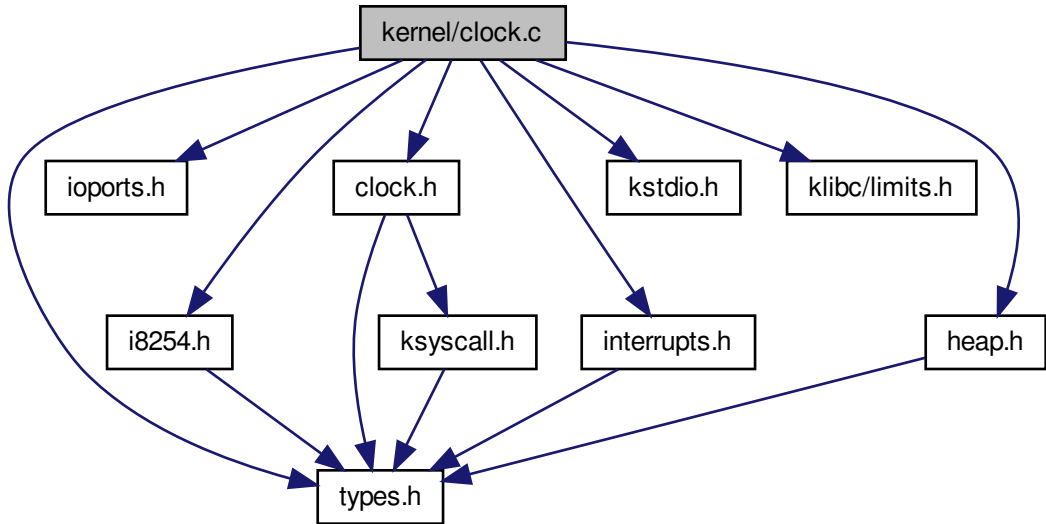 kernel/clock.c
ioports.h
clock.h
kstdio.h
klibc/limits.h
i8254.h
ksyscall.h
interrupts.h
heap.h
types.h